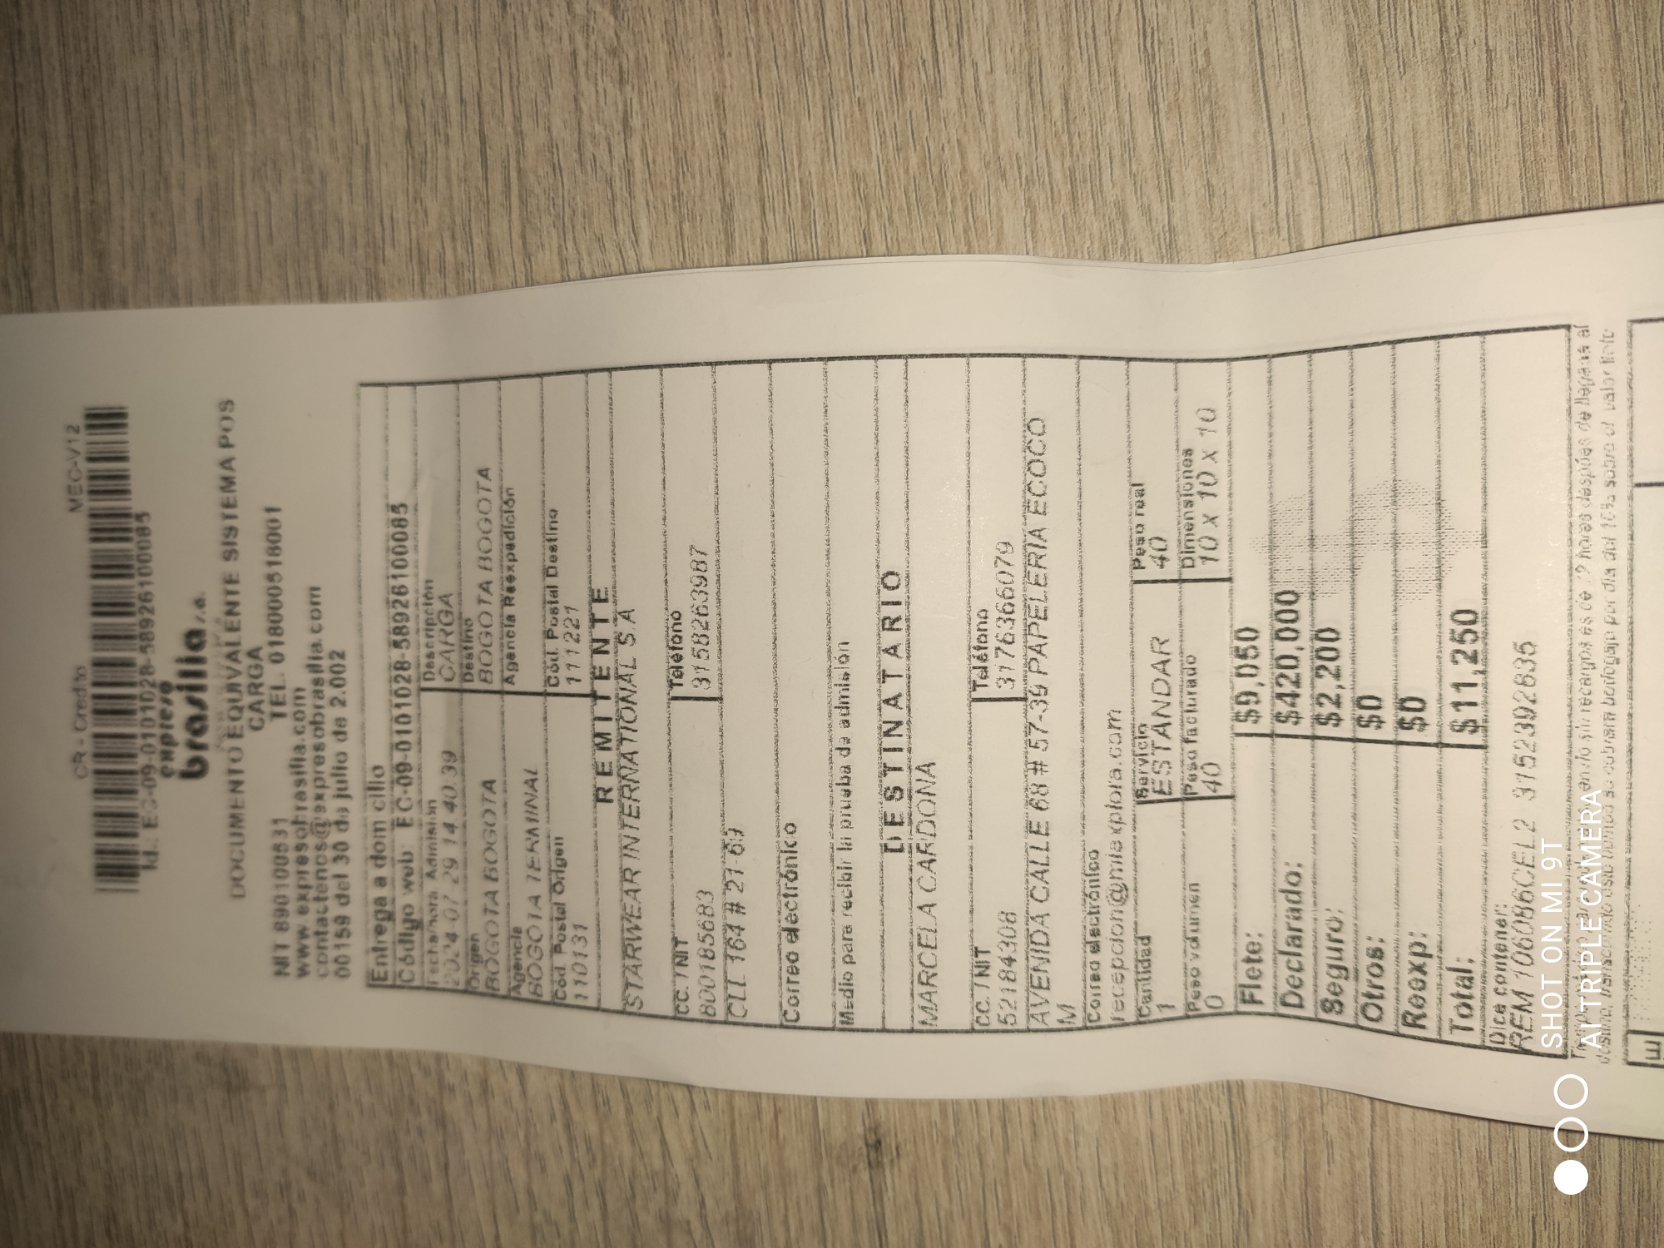 CR - Credito MEC-V12
Id.: EC-09-0101028-58926100085
expreso
brasilia s.a.
DOCUMENTO EQUIVALENTE SISTEMA POS
CARGA
NIT 890100531 TEL. 018000518001
www.expresobrasilia.com
contactenos@expresobrasilia.com
00159 del 30 de julio de 2.002
Entrega a domicilio
Código web EC-09-0101028-5892610085
Fecha/hora Admisión Descripción
2024 07 29 14 40 39 CARGA
Origen Destino
BOGOTA BOGOTA BOGOTA BOGOTA
Agencia Agencia Reexpedición
BOGOTA TERMINAL
Cód. Postal Origen Cód. Postal Destino
110131 111221
REMITENTE
STARWEAR INTERNATIONAL S A
CC. / NIT Teléfono
800185683 3158263987
CLL 164 # 21-69
Correo electrónico
Medio para recibir la prueba de admisión
DESTINATARIO
MARCELA CARDONA
CC. / NIT Teléfono
52184308 3176366079
AVENIDA CALLE 68 # 57-39 PAPELERIA ECOCO
M
Correo electrónico
recepcion@milexplora.com
Cantidad Servicio Peso real
1 ESTANDAR 40
Peso volumen Peso facturado Dimensiones
0 40 10 x 10 x 10
Flete: $9,050
Declarado: $420,000
Seguro: $2,200
Otros: $0
Reexp: $0
Total: $11,250
Dice contener:
REM 106086CEL 2 3152392635
SHOT ON MI 9T
AI TRIPLE CAMERA